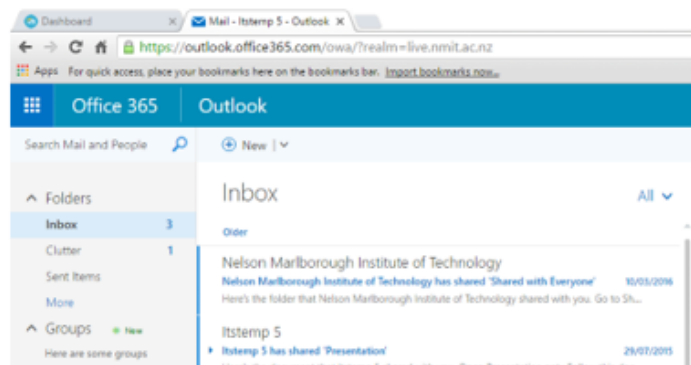 Dashboard
Mail - Itstemp 5 - Outlook
https://outlook.office365.com/owa/?realm=live.nmit.ac.nz
Apps For quick access, place your bookmarks here on the bookmarks bar. Import bookmarks now...
Office 365 Outlook
Search Mail and People
New
Folders
Inbox 3
Clutter 1
Sent Items
More
Groups New
Here are some groups
Inbox All
Older
Nelson Marlborough Institute of Technology
Nelson Marlborough Institute of Technology has shared 'Shared with Everyone' 10/03/2016
Here's the folder that Nelson Marlborough Institute of Technology shared with you. Go to Sh...
Itstemp 5
Itstemp 5 has shared 'Presentation' 29/07/2015